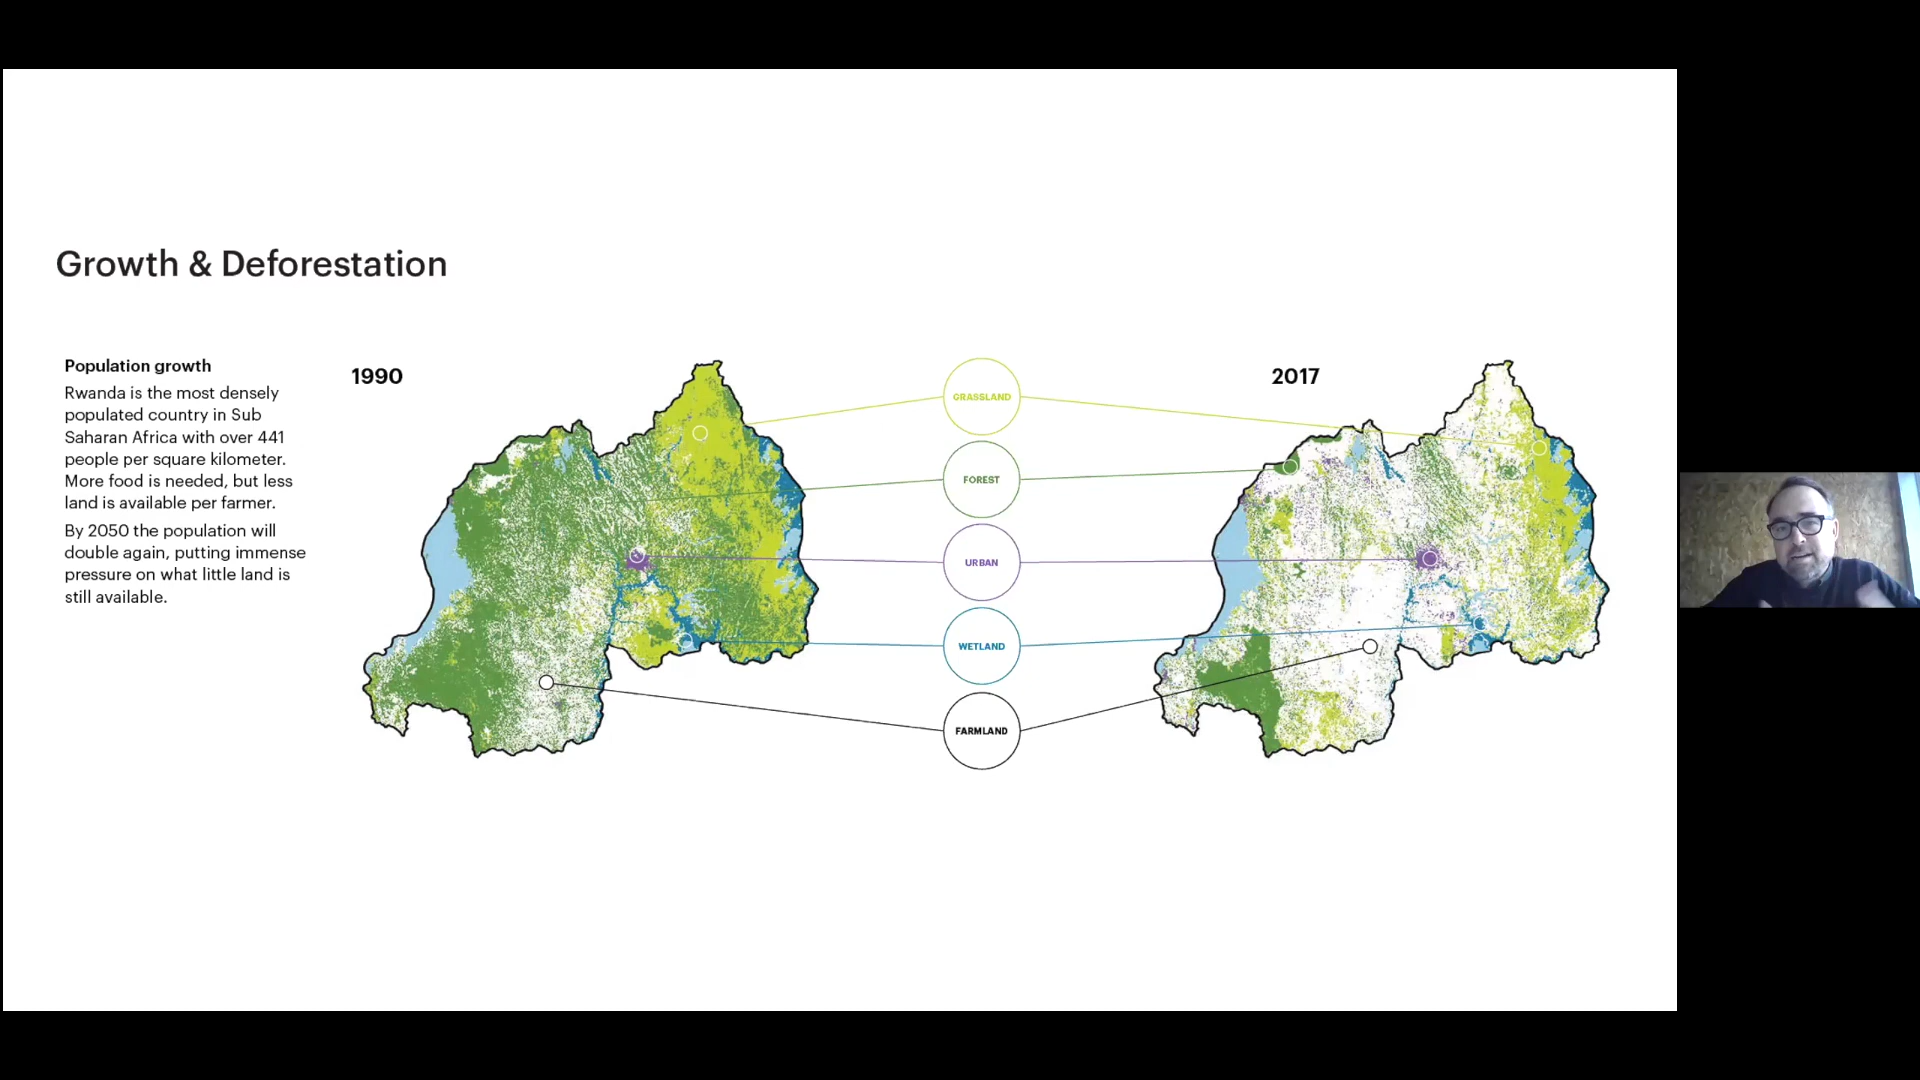 Growth & Deforestation
Population growth
Rwanda is the most densely
populated country in Sub
Saharan Africa with over 441
people per square kilometer.
More food is needed, but less
land is available per farmer.
By 2050 the population will
double again, putting immense
pressure on what little land is
still available.
1990
GRASSLAND
FOREST
URBAN
WETLAND
FARMLAND
2017